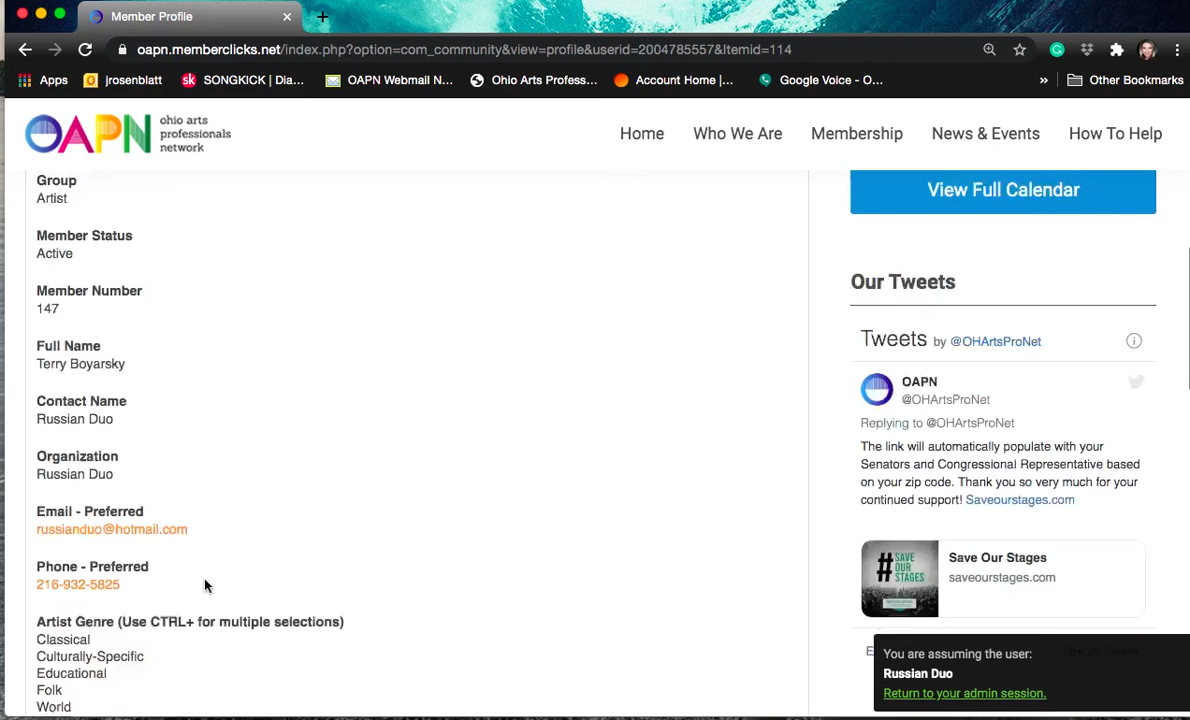 Member Profile
oapn.memberclicks.net/index.php?option=com_community&view=profile&userid=2004785557&Itemid=114
Apps jrosenblatt SONGKICK | Dia... OAPN Webmail N... Ohio Arts Profess... Account Home |... Google Voice - O... » Other Bookmarks
OAPN
ohio arts
professionals
network
Home Who We Are Membership News & Events How To Help
Group
Artist
Member Status
Active
Member Number
147
Full Name
Terry Boyarsky
Contact Name
Russian Duo
Organization
Russian Duo
Email - Preferred
russianduo@hotmail.com
Phone - Preferred
216-932-5825
Artist Genre (Use CTRL+ for multiple selections)
Classical
Culturally-Specific
Educational
Folk
World
View Full Calendar
Our Tweets
Tweets by @OHArtsProNet
OAPN
@OHArtsProNet
Replying to @OHArtsProNet
The link will automatically populate with your
Senators and Congressional Representative based
on your zip code. Thank you so very much for your
continued support! Saveourstages.com
#SAVE
OUR
STAGES
Save Our Stages
saveourstages.com
You are assuming the user:
Russian Duo
Return to your admin session.